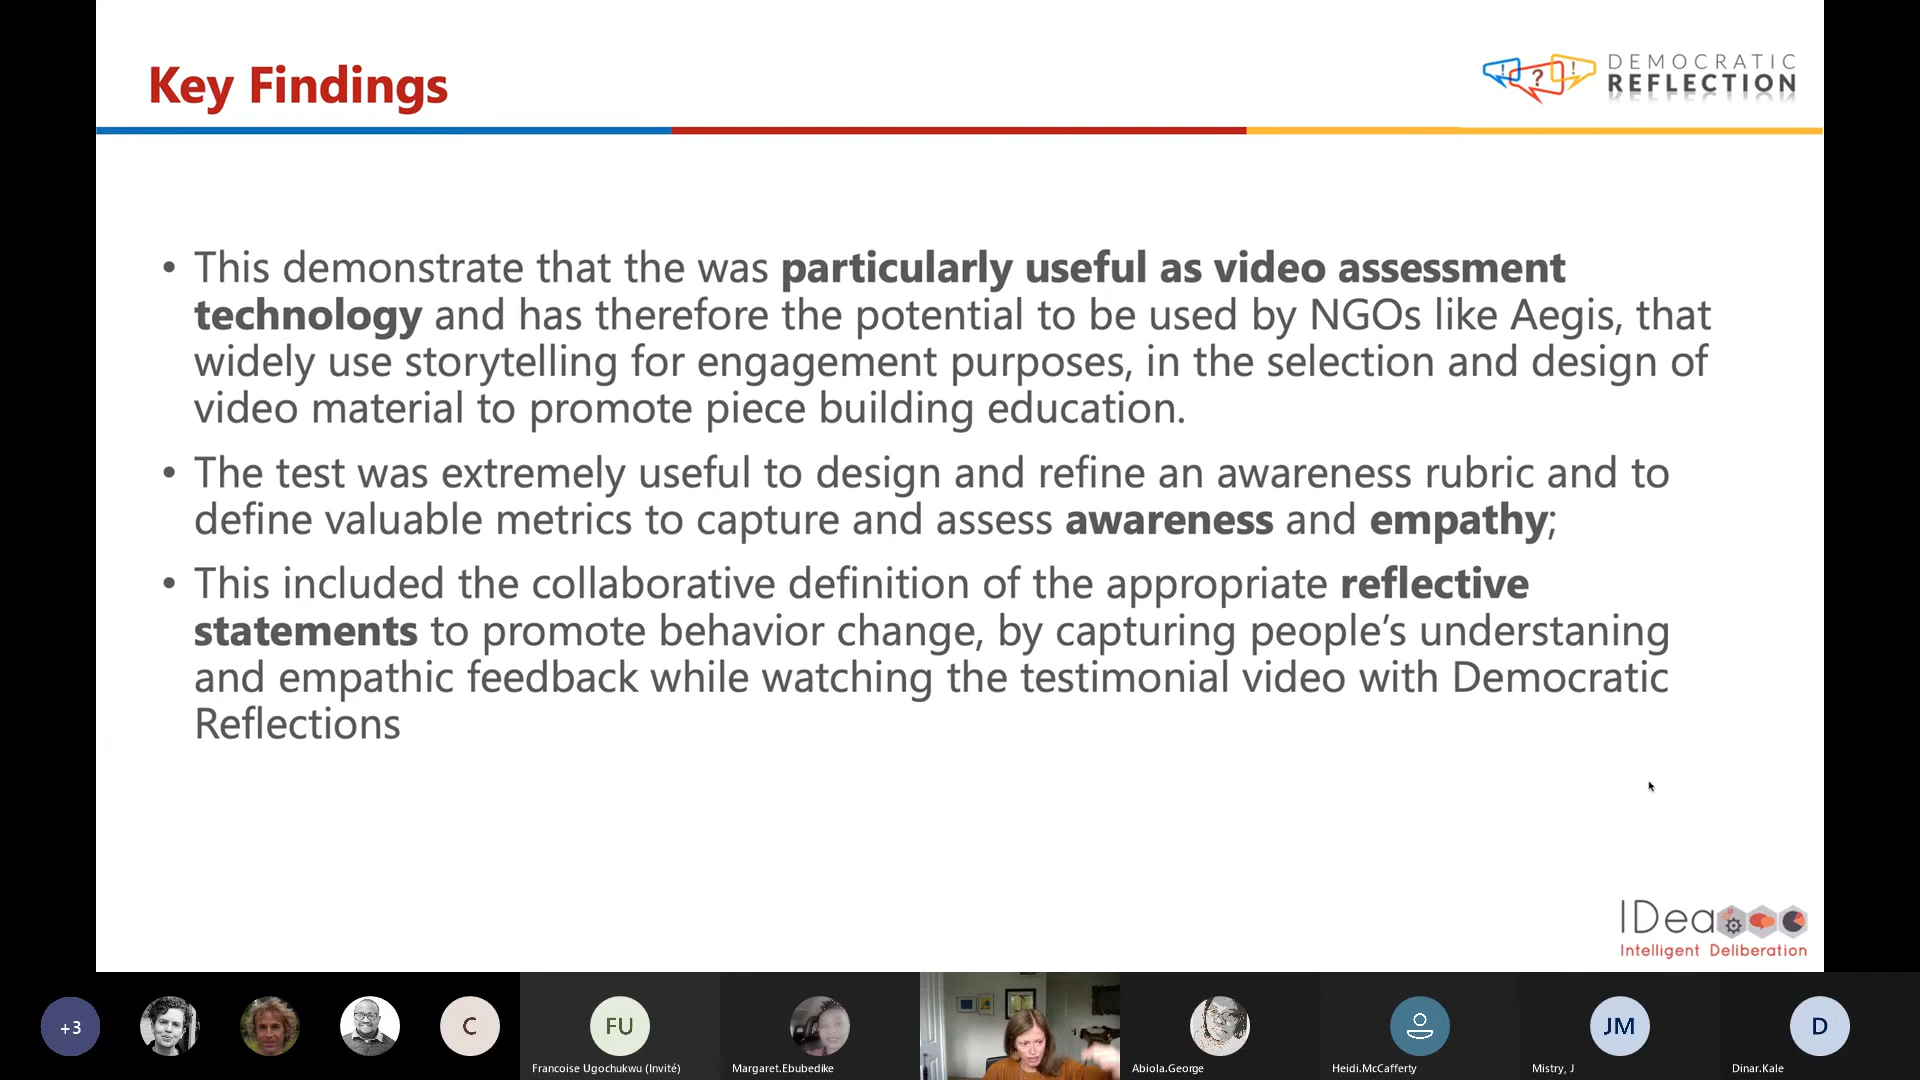 Key Findings
! ? !
DEMOCRATIC
REFLECTION
• This demonstrate that the was particularly useful as video assessment
technology and has therefore the potential to be used by NGOs like Aegis, that
widely use storytelling for engagement purposes, in the selection and design of
video material to promote piece building education.
• The test was extremely useful to design and refine an awareness rubric and to
define valuable metrics to capture and assess awareness and empathy;
• This included the collaborative definition of the appropriate reflective
statements to promote behavior change, by capturing people’s understaning
and empathic feedback while watching the testimonial video with Democratic
Reflections
IDea
Intelligent Deliberation
+3
C
FU
JM
D
Francoise Ugochukwu (Invité)
Margaret.Ebubedike
Abiola.George
Heidi.McCafferty
Mistry, J
Dinar.Kale